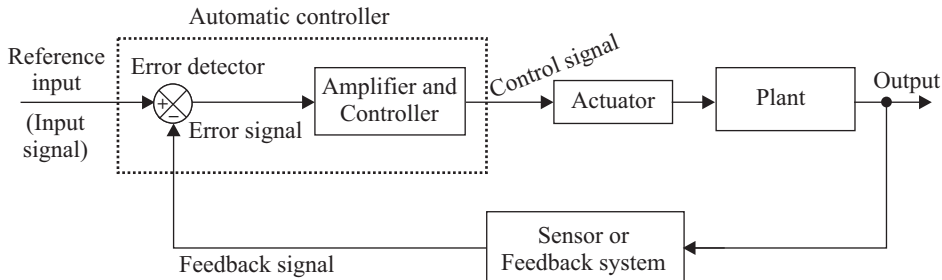 Automatic controller
Reference
input
(Input
signal)
Error detector
+
−
Error signal
Amplifier and
Controller
Control signal
Actuator
Plant
Output
Sensor or
Feedback system
Feedback signal